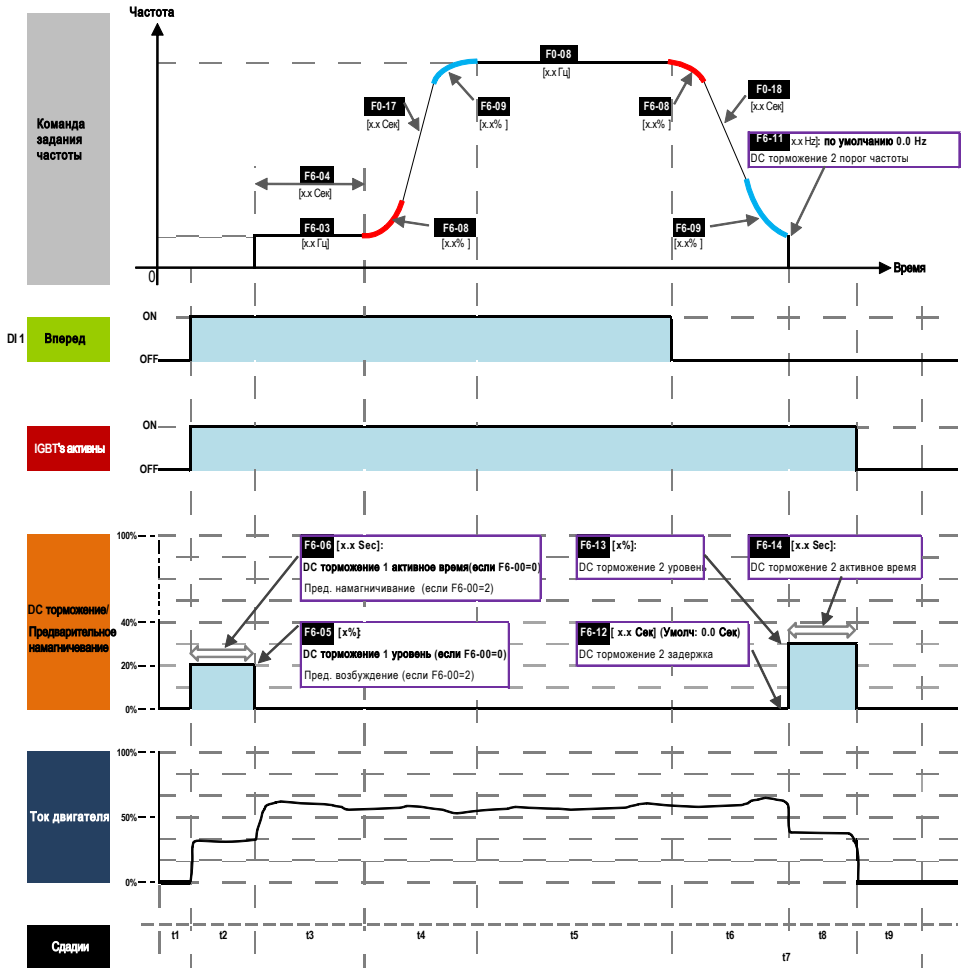 Частота
F0-08
[x.x Гц]
F0-17
[x.x Сек]
F6-09
[x.x% ]
F6-08
[x.x% ]
F0-18
[x.x Сек]
Команда
задания
частоты
F6-11 x.x Hz]: по умолчанию 0.0 Hz
DC торможение 2 порог частоты
F6-04
[x.x Сек]
F6-03
[x.x Гц]
F6-08
[x.x% ]
F6-09
[x.x% ]
0
Время
DI 1
Вперед
ON
OFF
IGBT's активны
ON
OFF
100%
40%
20%
0%
DC торможение/
Предварительное
намагничевание
F6-06 [x.x Sec]:
DC торможение 1 активное время(если F6-00=0)
Пред. намагничивание (если F6-00=2)
F6-05 [x%]:
DC торможение 1 уровень (если F6-00=0)
Пред. возбуждение (если F6-00=2)
F6-13 [x%]:
DC торможение 2 уровень
F6-14 [x.x Sec]:
DC торможение 2 активное время
F6-12 [ x.x Сек] (Умолч: 0.0 Сек)
DC торможение 2 задержка
Ток двигателя
100%
50%
0%
Сдадии
t1
t2
t3
t4
t5
t6
t7
t8
t9